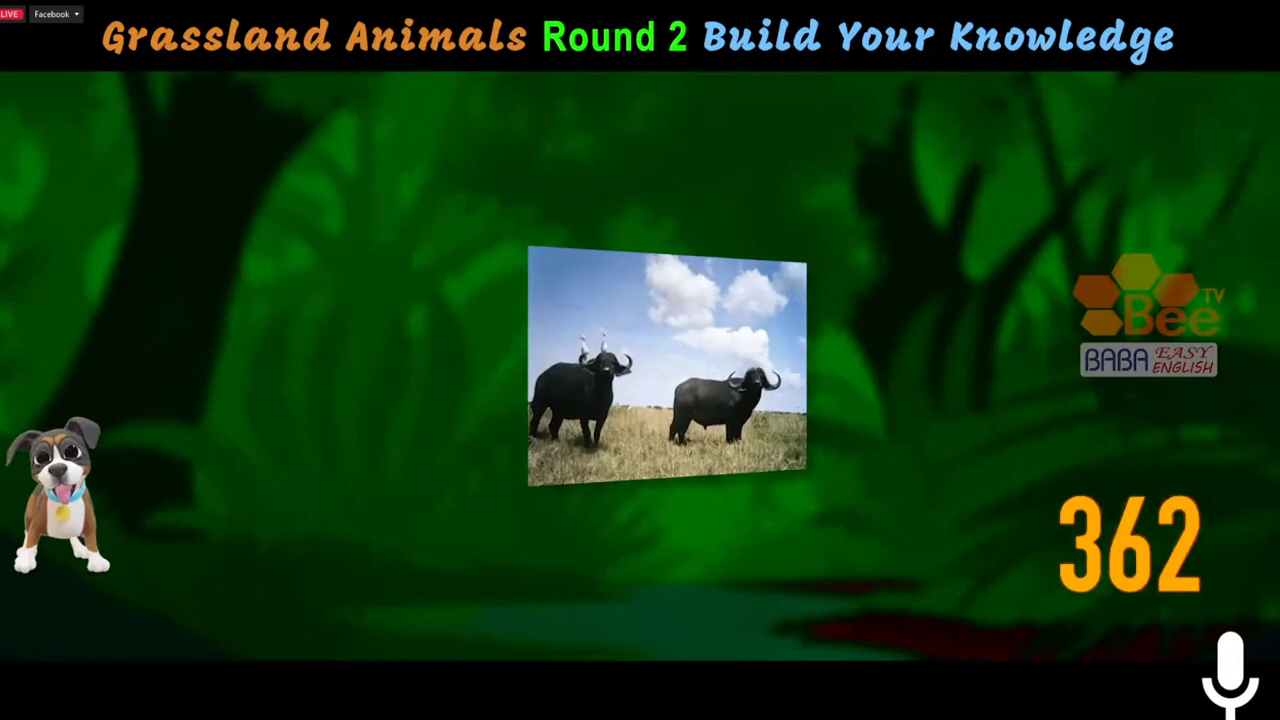 LIVE
Facebook
Grassland Animals Round 2 Build Your Knowledge
Bee TV
BABA EASY ENGLISH
362